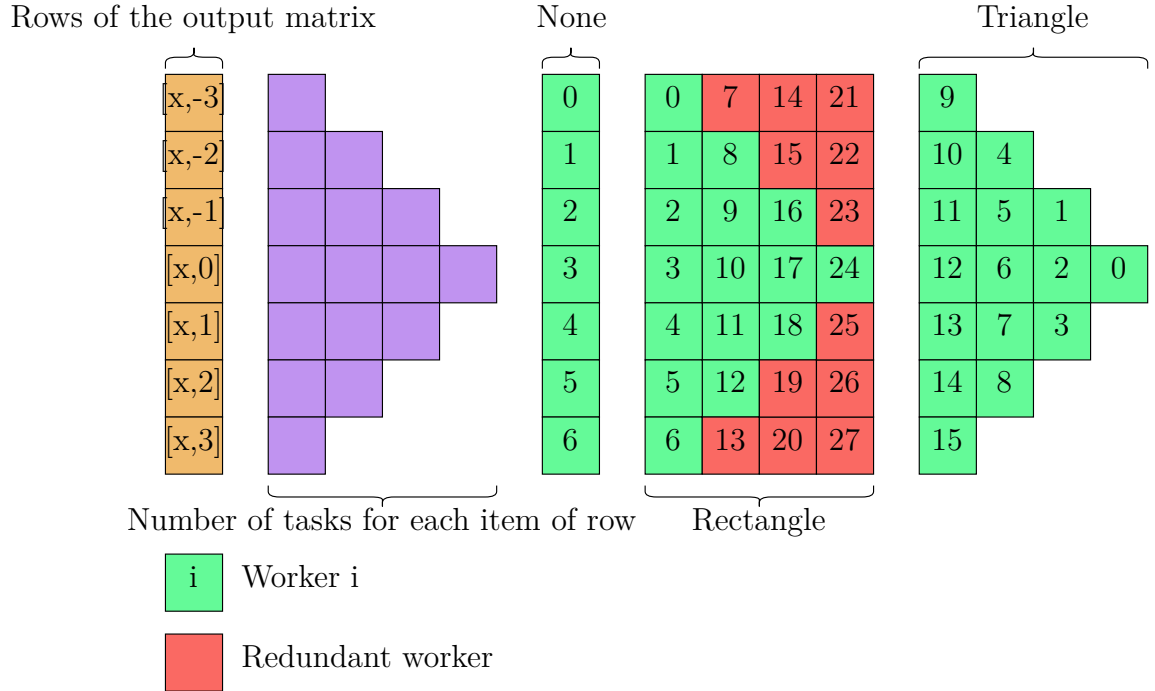 Rows of the output matrix None Triangle
[x,-3] 0 0 7 14 21 9
[x,-2] 1 1 8 15 22 10 4
[x,-1] 2 2 9 16 23 11 5 1
[x,0] 3 3 10 17 24 12 6 2 0
[x,1] 4 4 11 18 25 13 7 3
[x,2] 5 5 12 19 26 14 8
[x,3] 6 6 13 20 27 15
Number of tasks for each item of row Rectangle
i Worker i
Redundant worker